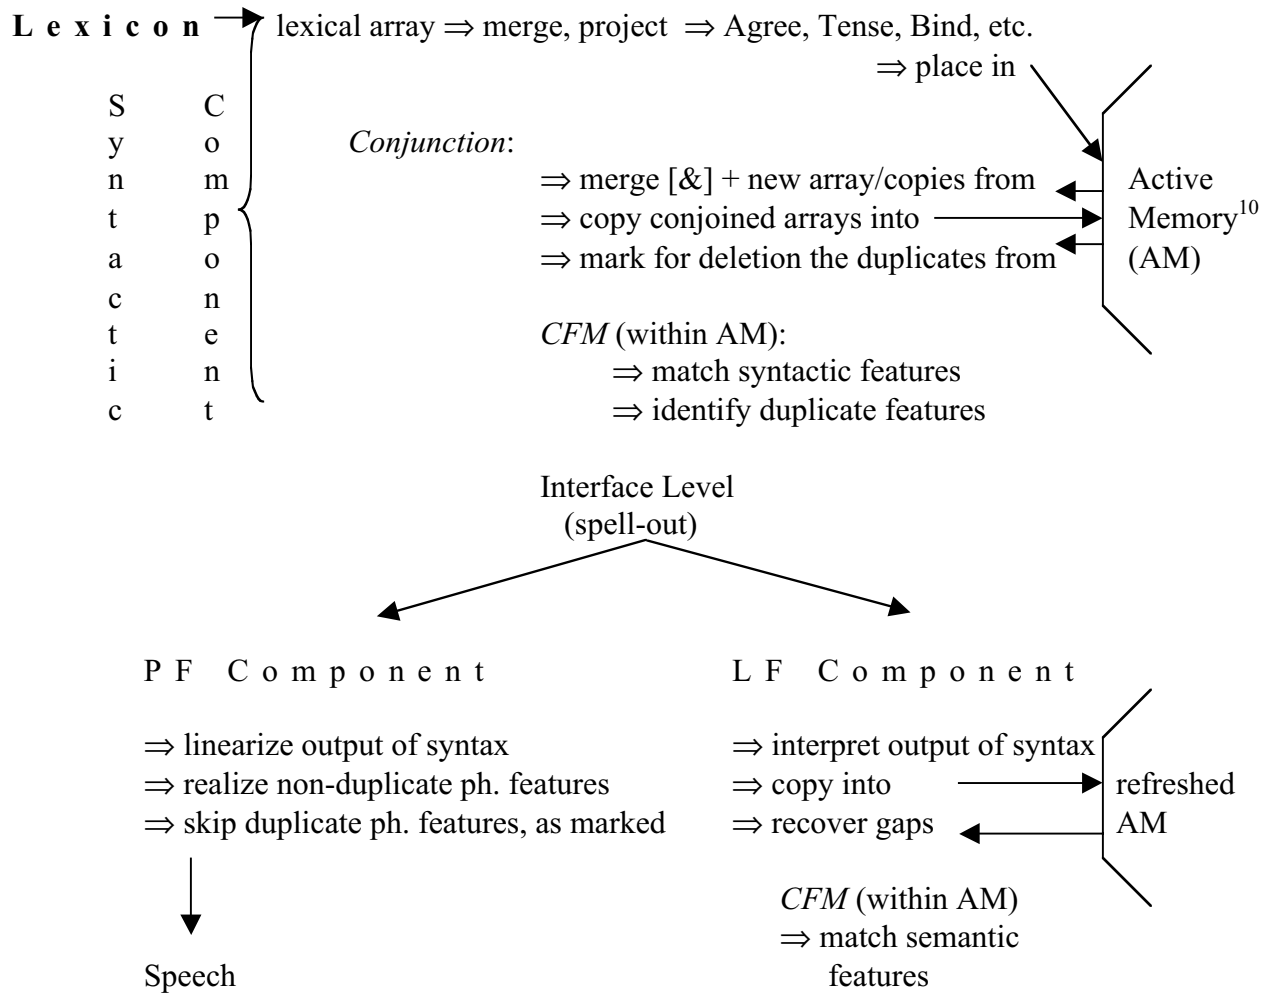 Lexicon lexical array ⇒ merge, project ⇒ Agree, Tense, Bind, etc.
⇒ place in
Syntactic
Component
Conjunction:
⇒ merge [&] + new array/copies from
⇒ copy conjoined arrays into
⇒ mark for deletion the duplicates from
Active
Memory10
(AM)
CFM (within AM):
⇒ match syntactic features
⇒ identify duplicate features
Interface Level
(spell-out)
PF Component
⇒ linearize output of syntax
⇒ realize non-duplicate ph. features
⇒ skip duplicate ph. features, as marked
Speech
LF Component
⇒ interpret output of syntax
⇒ copy into
⇒ recover gaps
refreshed
AM
CFM (within AM)
⇒ match semantic
features